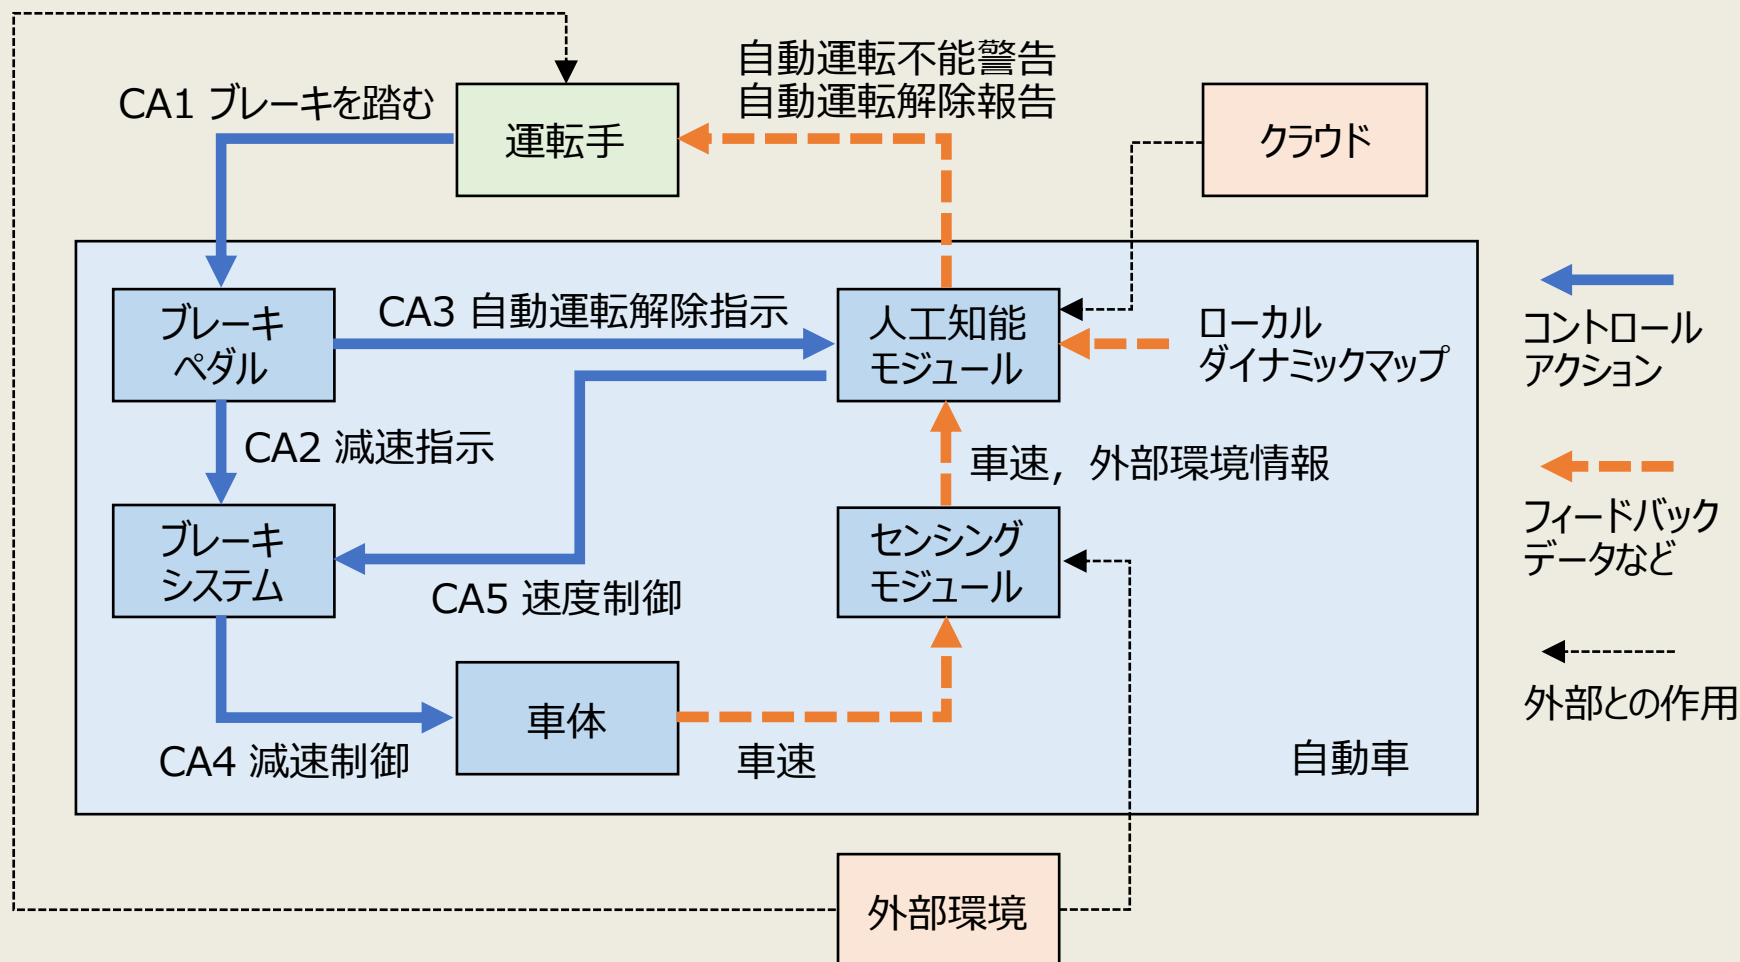 自動運転不能警告
自動運転解除報告
CA1 ブレーキを踏む
運転手
クラウド
ブレーキ
ペダル
CA3 自動運転解除指示
人工知能
モジュール
ローカル
ダイナミックマップ
コントロール
アクション
CA2 減速指示
車速，外部環境情報
ブレーキ
システム
センシング
モジュール
フィードバック
データなど
CA5 速度制御
車体
外部との作用
CA4 減速制御
車速
自動車
外部環境